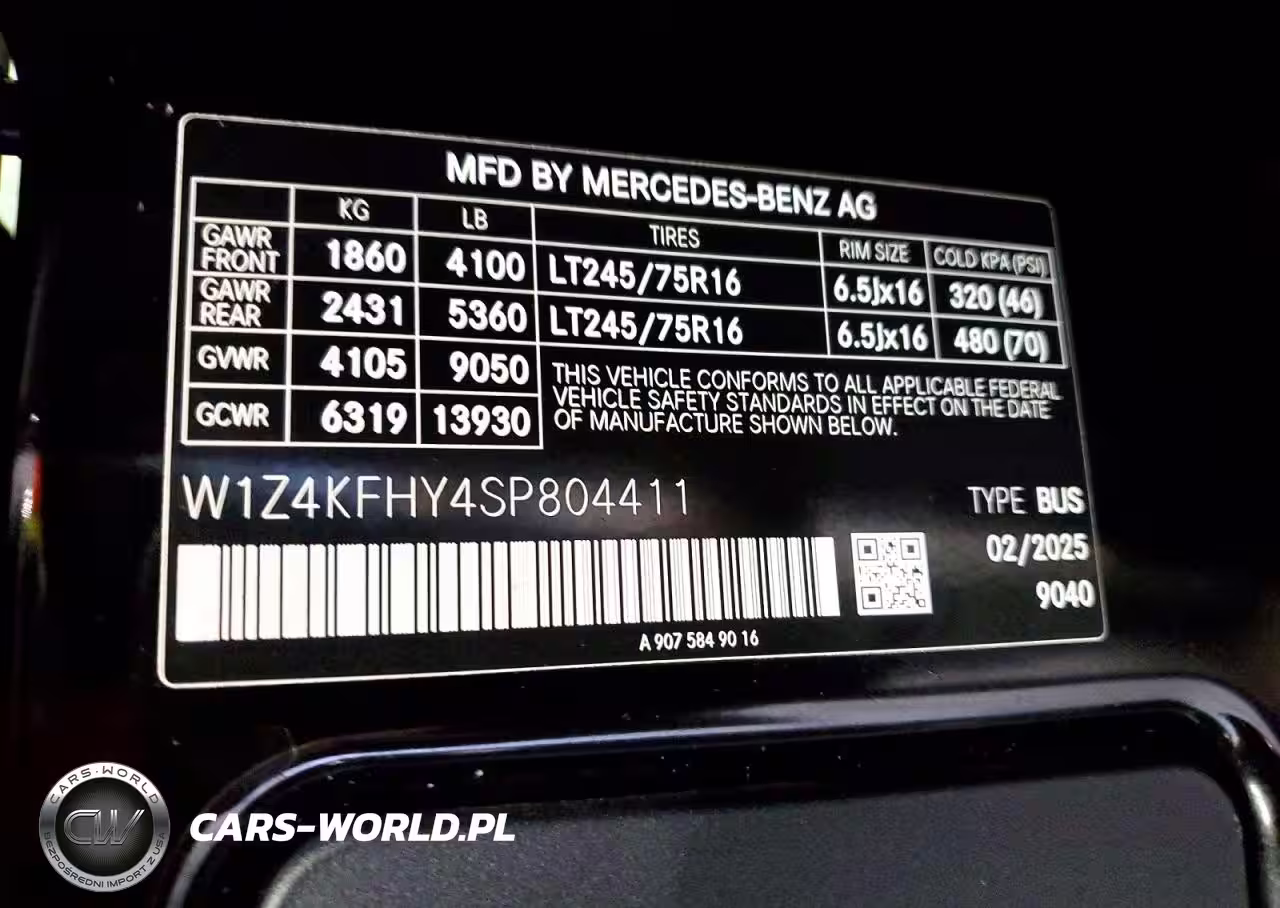 MFD BY MERCEDES-BENZ AG
KG LB TIRES RIM SIZE COLD KPA (PSI)
GAWR FRONT 1860 4100 LT245/75R16 6.5Jx16 320 (46)
GAWR REAR 2431 5360 LT245/75R16 6.5Jx16 480 (70)
GVWR 4105 9050
GCWR 6319 13930
THIS VEHICLE CONFORMS TO ALL APPLICABLE FEDERAL
VEHICLE SAFETY STANDARDS IN EFFECT ON THE DATE
OF MANUFACTURE SHOWN BELOW.
W1Z4KFHY4SP804411
TYPE BUS
02/2025
9040
A 907 584 90 16
CARS-WORLD
CW
BEZPOŚREDNI IMPORT Z USA
CARS-WORLD.PL